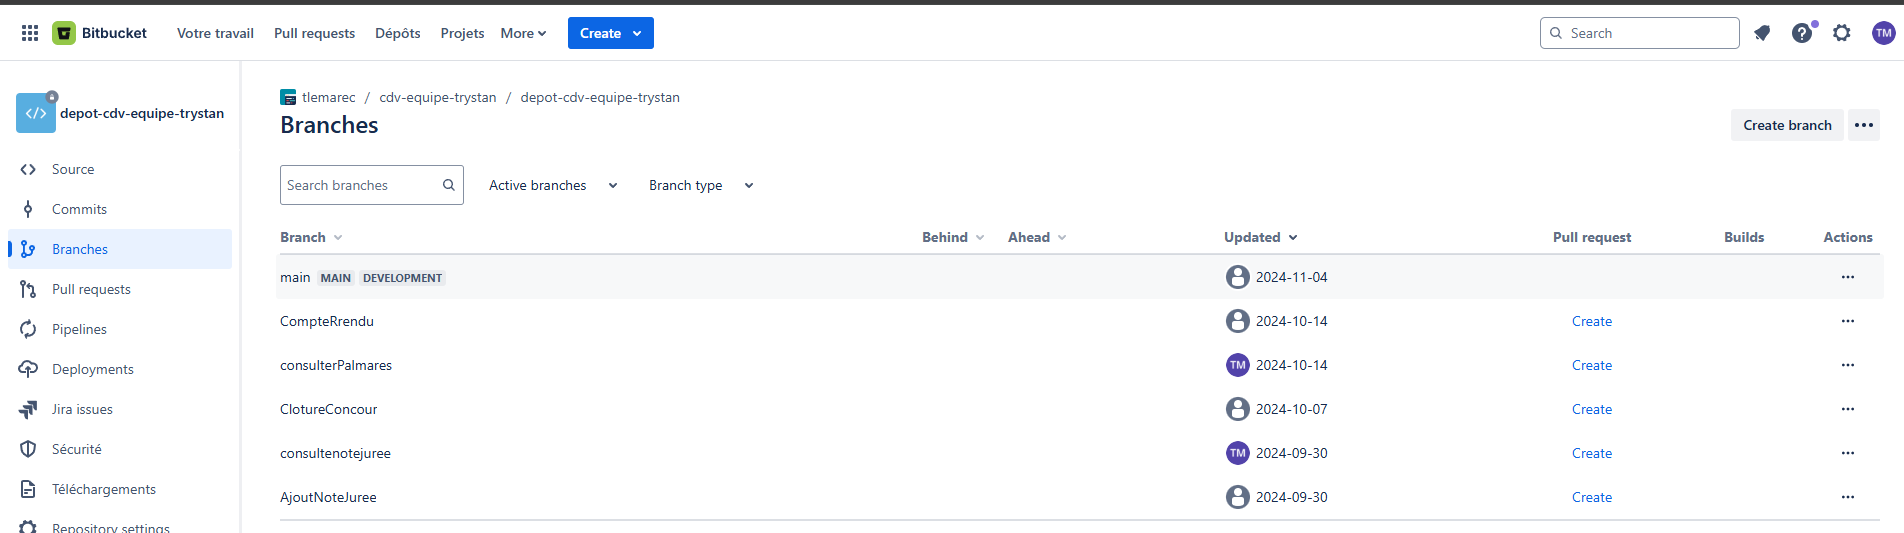 Bitbucket Votre travail Pull requests Dépôts Projets More Create Search TM
depot-cdv-equipe-trystan
Source
Commits
Branches
Pull requests
Pipelines
Deployments
Jira issues
Sécurité
Téléchargements
Repository settings
tlemarec / cdv-equipe-trystan / depot-cdv-equipe-trystan
Branches
Create branch
Search branches Active branches Branch type
Branch Behind Ahead Updated Pull request Builds Actions
main MAIN DEVELOPMENT 2024-11-04
CompteRrendu 2024-10-14 Create
consulterPalmares TM 2024-10-14 Create
ClotureConcour 2024-10-07 Create
consultenotejuree TM 2024-09-30 Create
AjoutNoteJuree 2024-09-30 Create